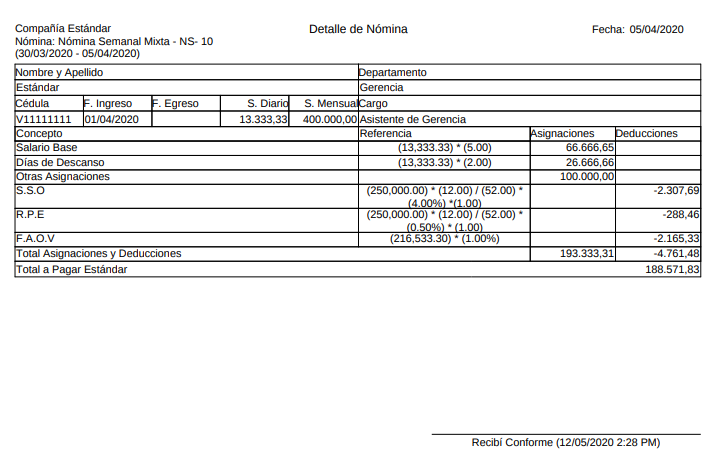 Compañía Estándar
Detalle de Nómina
Fecha: 05/04/2020
Nómina: Nómina Semanal Mixta - NS- 10
(30/03/2020 - 05/04/2020)
Nombre y Apellido Departamento
Estándar Gerencia
Cédula F. Ingreso F. Egreso S. Diario S. Mensual Cargo
V11111111 01/04/2020 13.333,33 400.000,00 Asistente de Gerencia
Concepto Referencia Asignaciones Deducciones
Salario Base (13,333.33) * (5.00) 66.666,65
Días de Descanso (13,333.33) * (2.00) 26.666,66
Otras Asignaciones 100.000,00
S.S.O (250,000.00) * (12.00) / (52.00) * -2.307,69
(4.00%) *(1.00)
R.P.E (250,000.00) * (12.00) / (52.00) * -288,46
(0.50%) * (1.00)
F.A.O.V (216,533.30) * (1.00%) -2.165,33
Total Asignaciones y Deducciones 193.333,31 -4.761,48
Total a Pagar Estándar 188.571,83
Recibí Conforme (12/05/2020 2:28 PM)